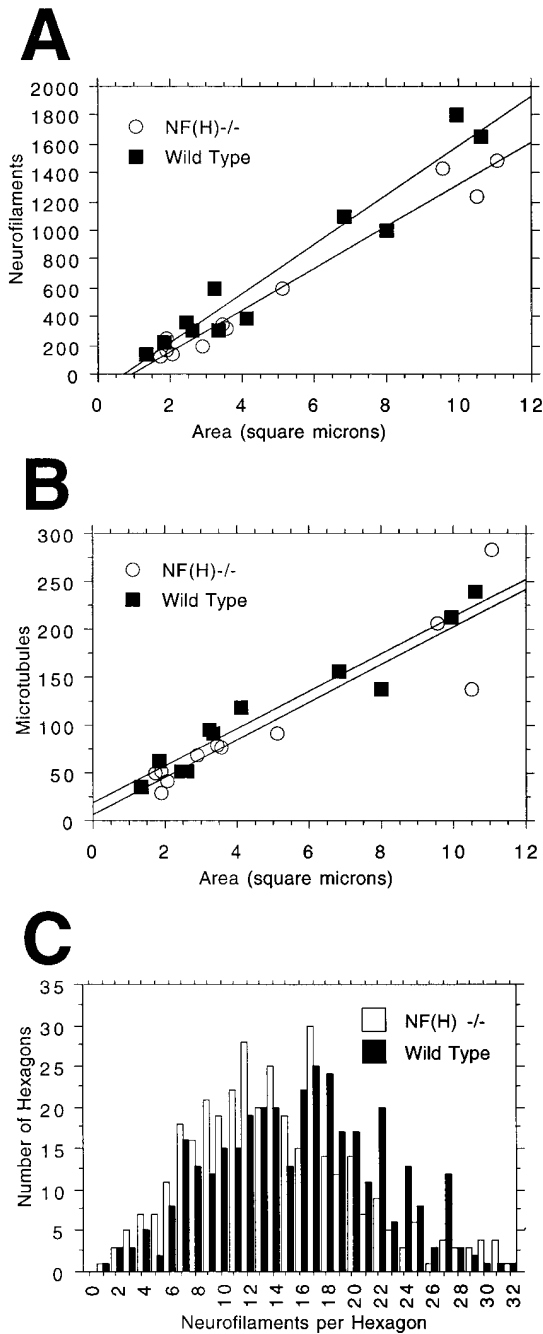 A
2000
1800
1600
1400
1200
1000
800
600
400
200
0
Neurofilaments
NF(H)-/-
Wild Type
0 2 4 6 8 10 12
Area (square microns)
B
300
250
200
150
100
50
0
Microtubules
NF(H)-/-
Wild Type
0 2 4 6 8 10 12
Area (square microns)
C
35
30
25
20
15
10
5
0
Number of Hexagons
NF(H) -/-
Wild Type
0 2 4 6 8 10 12 14 16 18 20 22 24 26 28 30 32
Neurofilaments per Hexagon